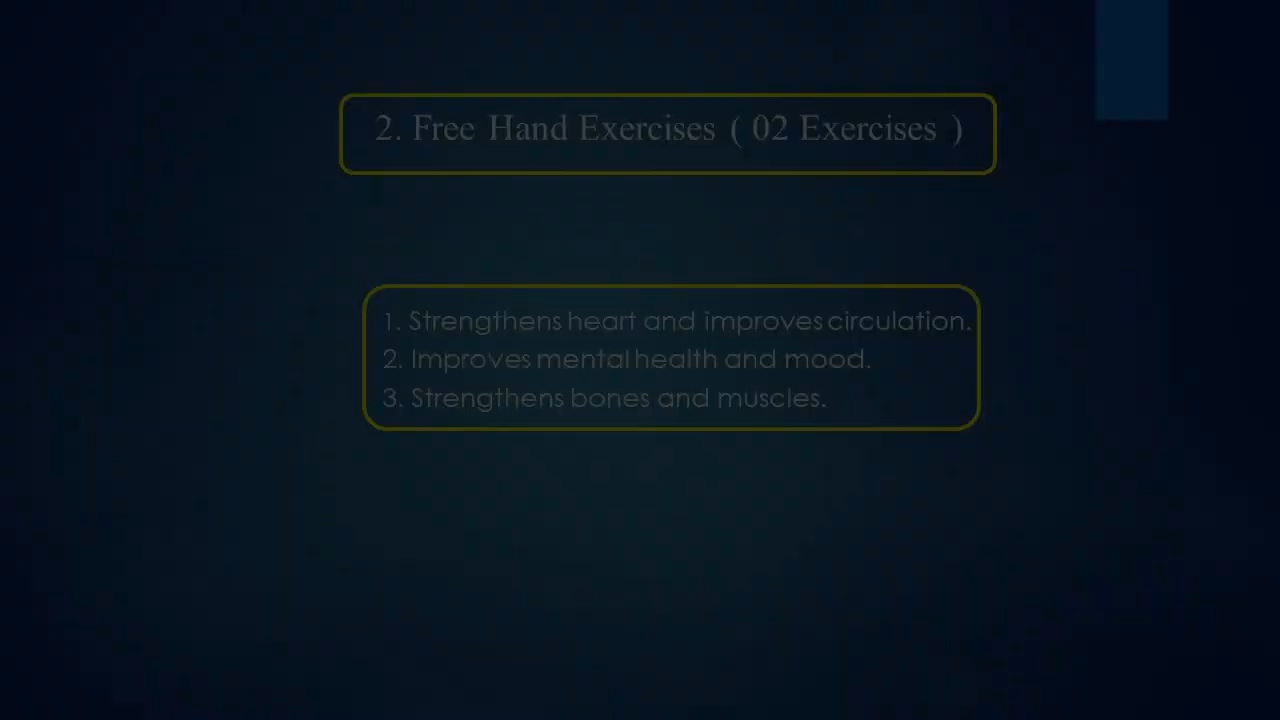 2. Free Hand Exercises ( 02 Exercises )
1. Strengthens heart and improves circulation.
2. Improves mental health and mood.
3. Strengthens bones and muscles.